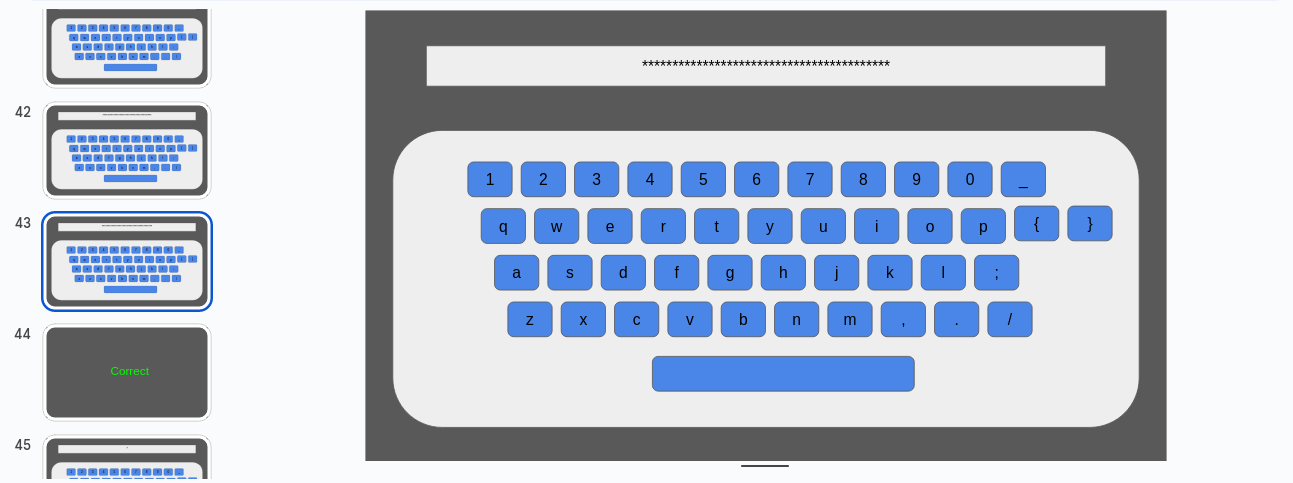 42
43
44
Correct
45
*****************************************
1 2 3 4 5 6 7 8 9 0 _
q w e r t y u i o p { }
a s d f g h j k l ;
z x c v b n m , . /